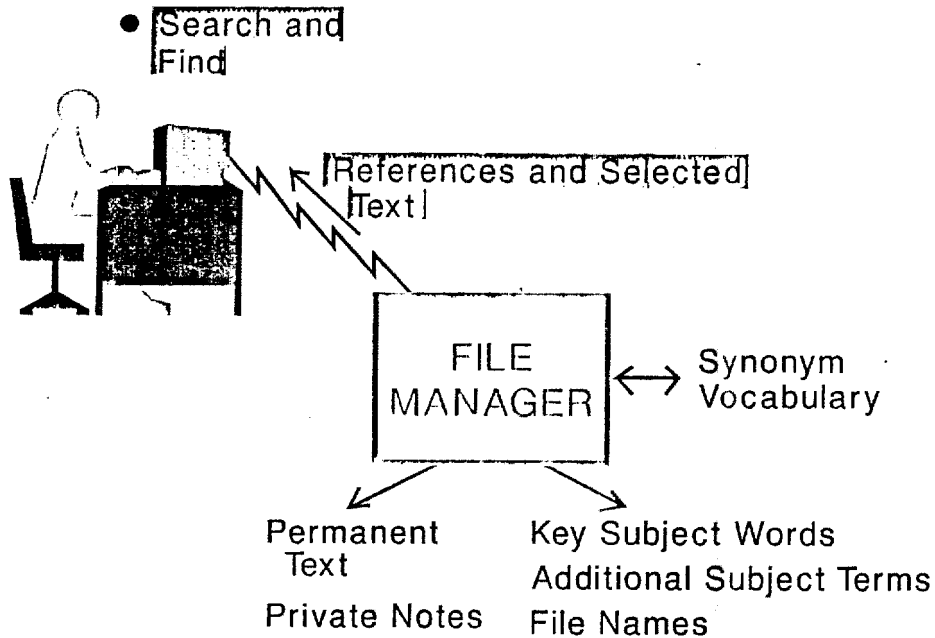 • Search and
Find
References and Selected
Text
FILE
MANAGER
Synonym
Vocabulary
Permanent
Text
Private Notes
Key Subject Words
Additional Subject Terms
File Names